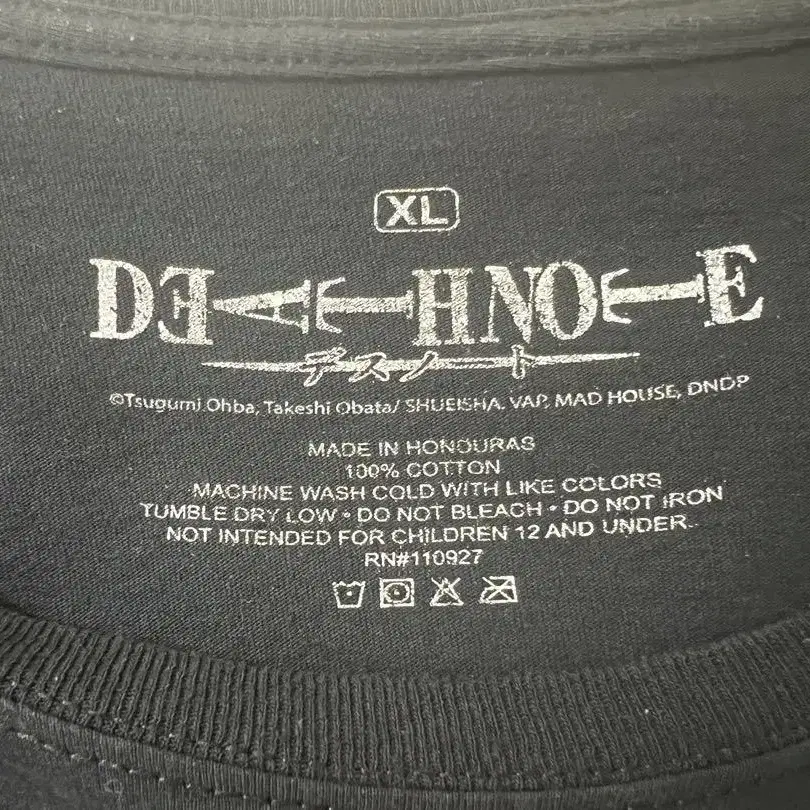 XL
DEATH NOTE
デスノート
©Tsugumi Ohba, Takeshi Obata/ SHUEISHA, VAP, MAD HOUSE, DNDP
MADE IN HONDURAS
100% COTTON
MACHINE WASH COLD WITH LIKE COLORS
TUMBLE DRY LOW • DO NOT BLEACH • DO NOT IRON
NOT INTENDED FOR CHILDREN 12 AND UNDER.
RN#110927